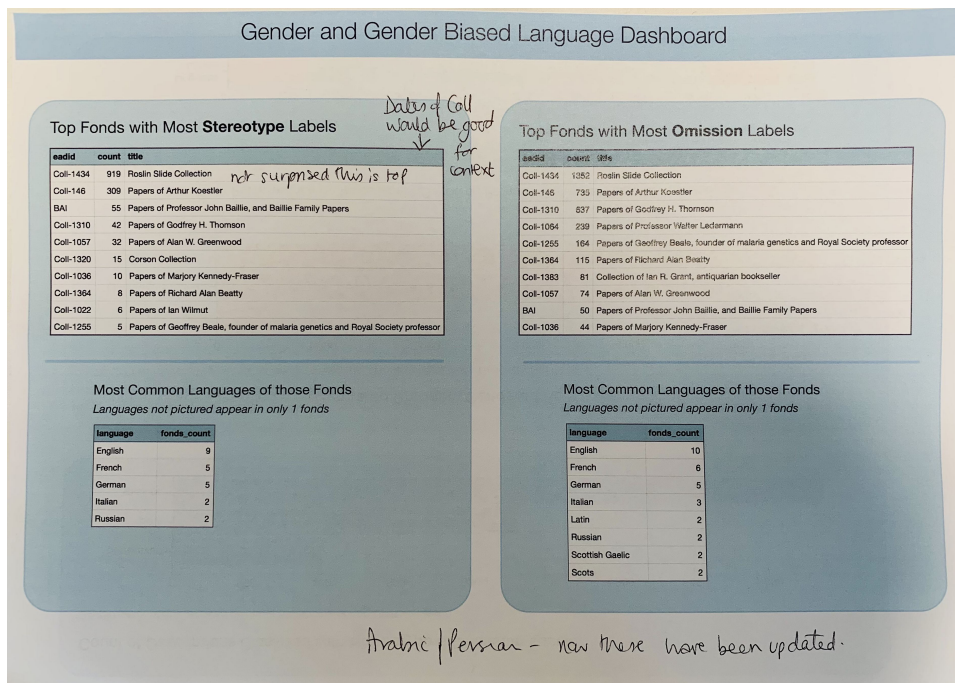 Gender and Gender Biased Language Dashboard
Dates of Coll
would be good
for
context
Top Fonds with Most Stereotype Labels
eadid count title
Coll-1434 919 Roslin Slide Collection not surprised this is top
Coll-146 309 Papers of Arthur Koestler
BAI 55 Papers of Professor John Baillie, and Baillie Family Papers
Coll-1310 42 Papers of Godfrey H. Thomson
Coll-1057 32 Papers of Alan W. Greenwood
Coll-1320 15 Corson Collection
Coll-1036 10 Papers of Marjory Kennedy-Fraser
Coll-1364 8 Papers of Richard Alan Beatty
Coll-1022 6 Papers of Ian Wilmut
Coll-1255 5 Papers of Geoffrey Beale, founder of malaria genetics and Royal Society professor
Most Common Languages of those Fonds
Languages not pictured appear in only 1 fonds
language fonds_count
English 9
French 5
German 5
Italian 2
Russian 2
Top Fonds with Most Omission Labels
eadid count title
Coll-1434 1352 Roslin Slide Collection
Coll-146 735 Papers of Arthur Koestler
Coll-1310 637 Papers of Godfrey H. Thomson
Coll-1064 239 Papers of Professor Walter Ledermann
Coll-1255 164 Papers of Geoffrey Beale, founder of malaria genetics and Royal Society professor
Coll-1364 115 Papers of Richard Alan Beatty
Coll-1383 81 Collection of Ian R. Grant, antiquarian bookseller
Coll-1057 74 Papers of Alan W. Greenwood
BAI 50 Papers of Professor John Baillie, and Baillie Family Papers
Coll-1036 44 Papers of Marjory Kennedy-Fraser
Most Common Languages of those Fonds
Languages not pictured appear in only 1 fonds
language fonds_count
English 10
French 6
German 5
Italian 3
Latin 2
Russian 2
Scottish Gaelic 2
Scots 2
Arabic / Persian - now these have been updated.